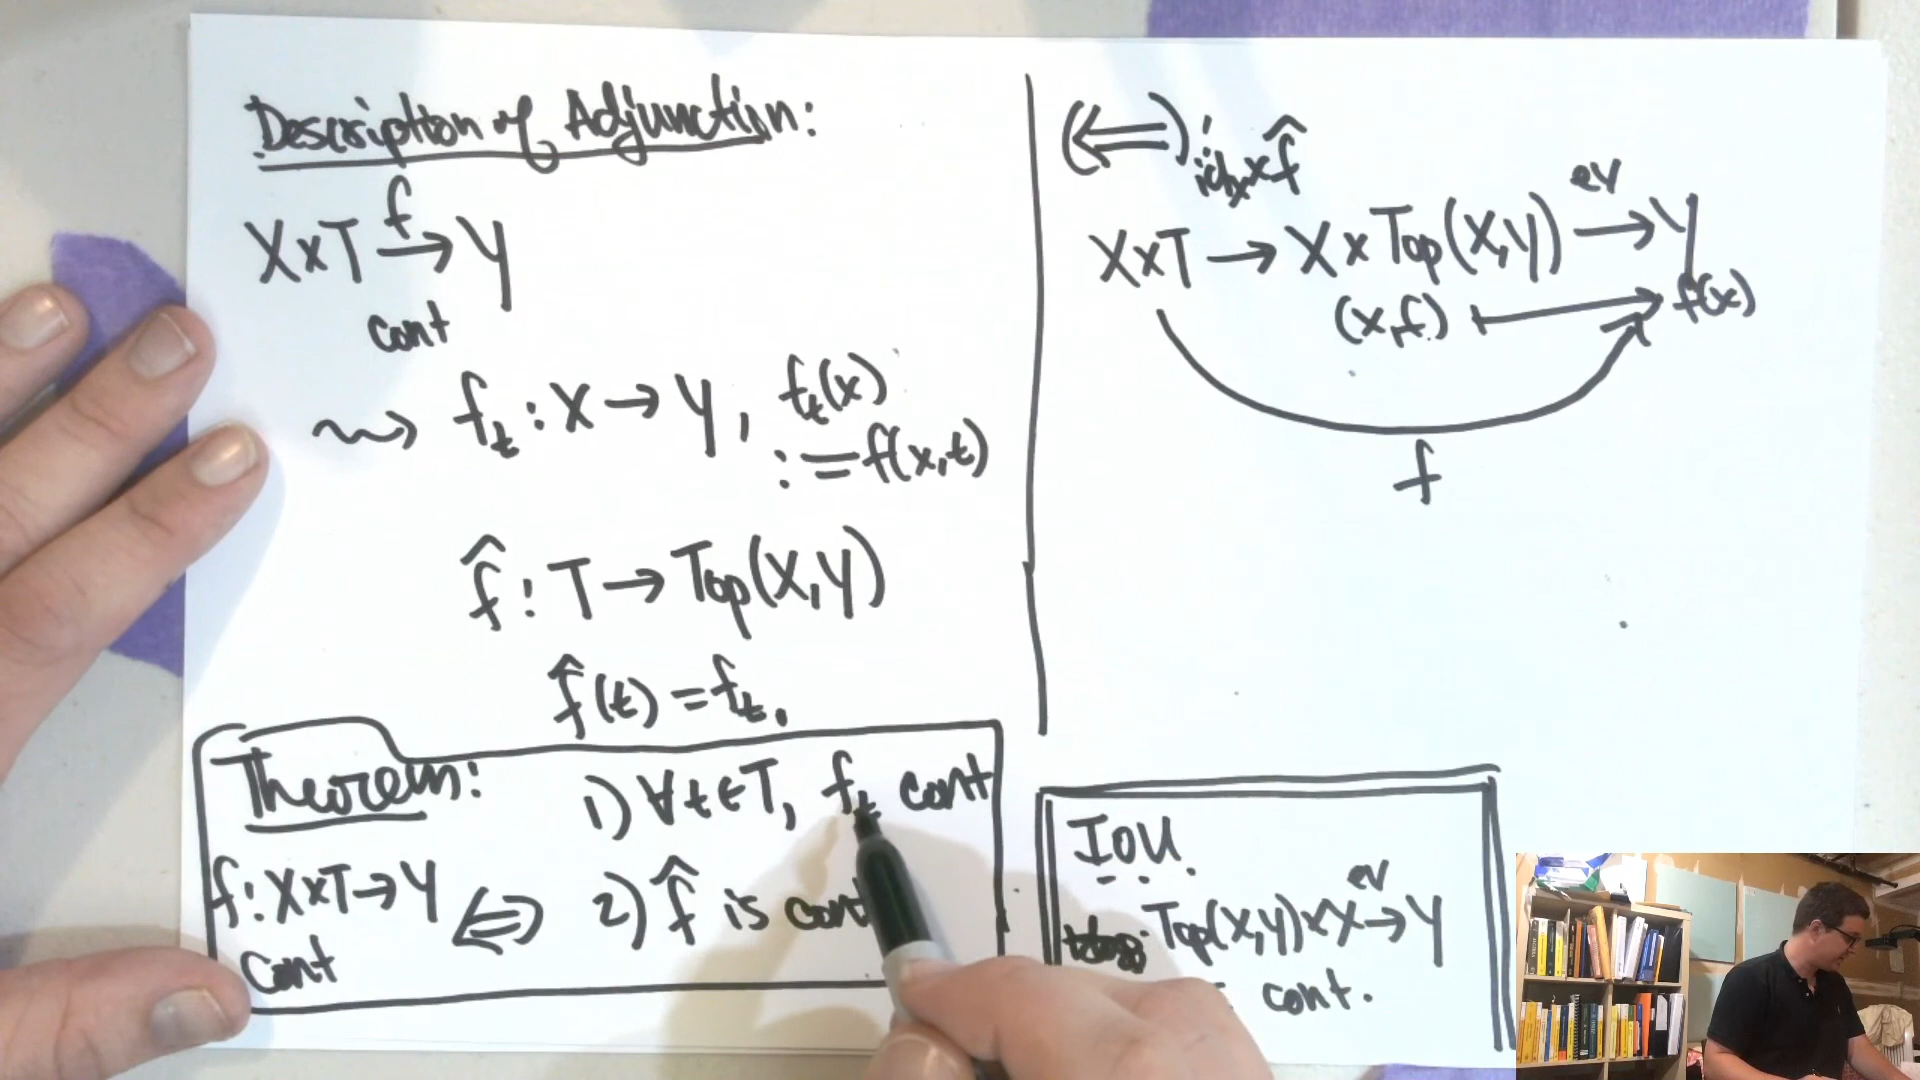 Description of Adjunction:
X×T →^f Y
cont
⇝ f_t : X → Y, f_t(x)
:= f(x,t)
f̂ : T → Top(X,Y)
f̂(t) = f_t.
Theorem: 1) ∀t∈T, f_t cont
f: X×T→Y ⇔ 2) f̂ is cont
cont
(⇐):
id_X×f̂ ev
X×T → X×Top(X,Y) → Y
(x,f) ↦ f(x)
f
IOU
ev
Top(X,Y)×X → Y
cont.